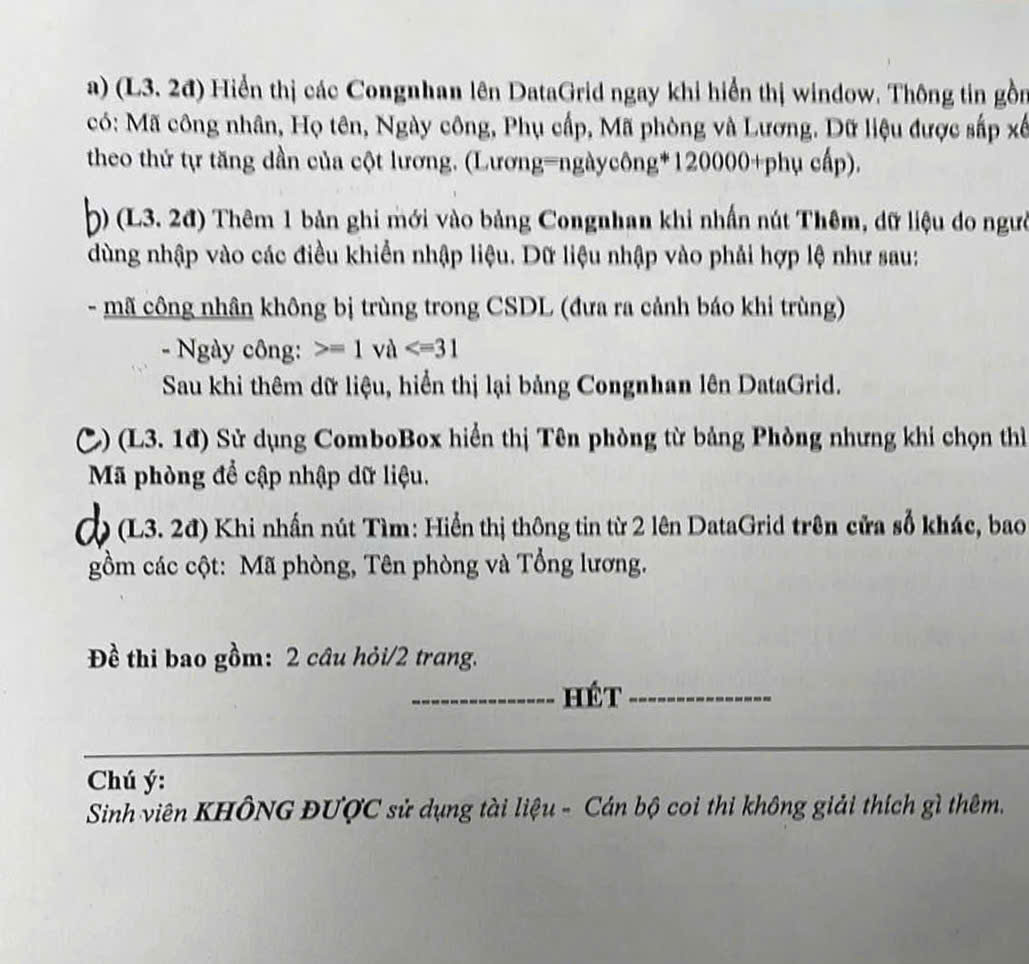 a) (L3. 2đ) Hiển thị các Congnhan lên DataGrid ngay khi hiển thị window. Thông tin gồm
có: Mã công nhân, Họ tên, Ngày công, Phụ cấp, Mã phòng và Lương. Dữ liệu được sắp xế
theo thứ tự tăng dần của cột lương. (Lương=ngàycông*120000+phụ cấp).
b) (L3. 2đ) Thêm 1 bản ghi mới vào bảng Congnhan khi nhấn nút Thêm, dữ liệu do ngườ
dùng nhập vào các điều khiển nhập liệu. Dữ liệu nhập vào phải hợp lệ như sau:
- mã công nhân không bị trùng trong CSDL (đưa ra cảnh báo khi trùng)
- Ngày công: >= 1 và <=31
Sau khi thêm dữ liệu, hiển thị lại bảng Congnhan lên DataGrid.
c) (L3. 1đ) Sử dụng ComboBox hiển thị Tên phòng từ bảng Phòng nhưng khi chọn thì
Mã phòng để cập nhập dữ liệu.
d) (L3. 2đ) Khi nhấn nút Tìm: Hiển thị thông tin từ 2 lên DataGrid trên cửa sổ khác, bao
gồm các cột: Mã phòng, Tên phòng và Tổng lương.
Đề thi bao gồm: 2 câu hỏi/2 trang.
--------------- HẾT ---------------
Chú ý:
Sinh viên KHÔNG ĐƯỢC sử dụng tài liệu - Cán bộ coi thi không giải thích gì thêm.